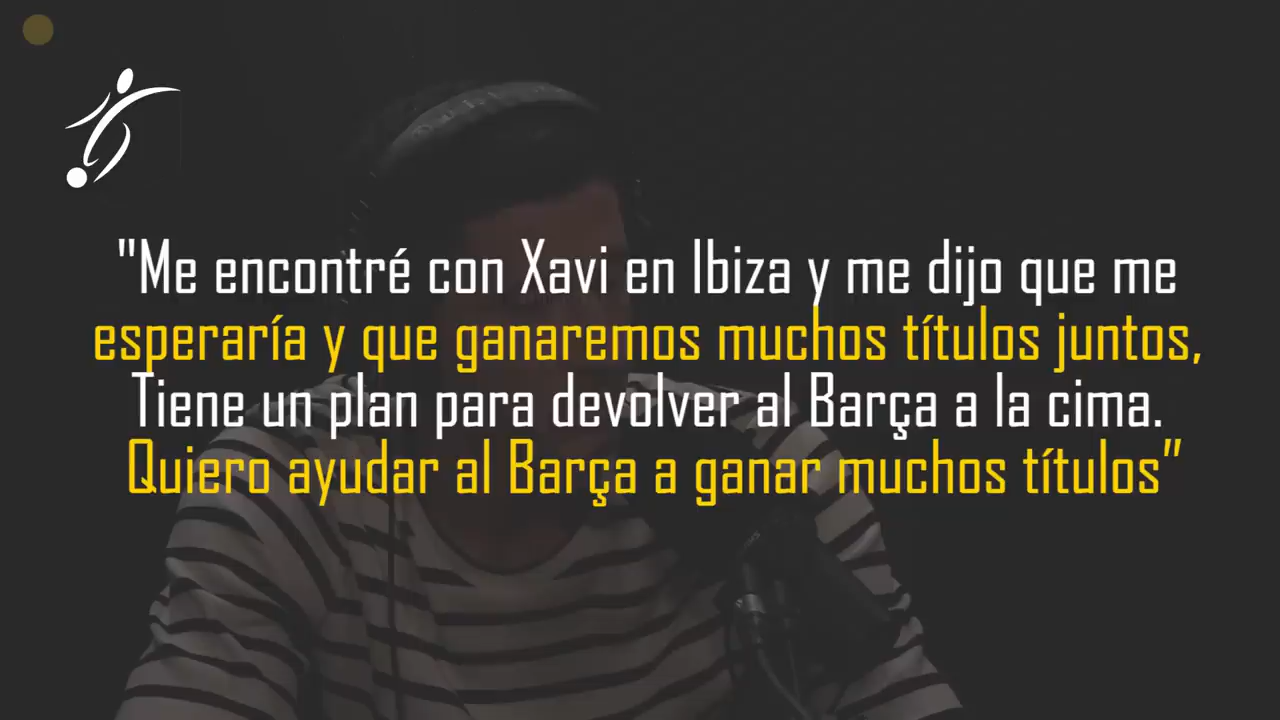 "Me encontré con Xavi en Ibiza y me dijo que me
esperaría y que ganaremos muchos títulos juntos,
Tiene un plan para devolver al Barça a la cima.
Quiero ayudar al Barça a ganar muchos títulos”